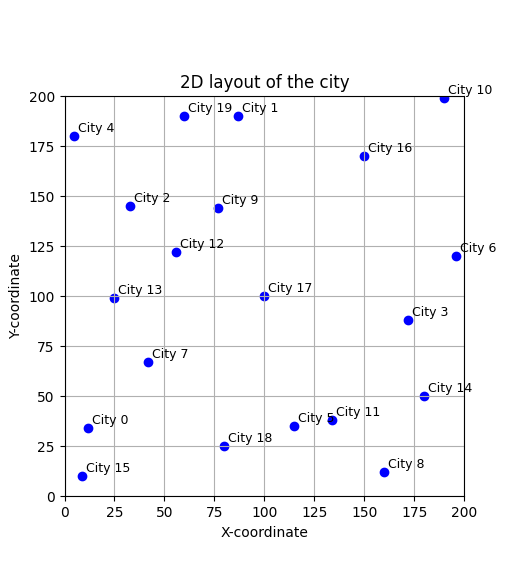 2D layout of the city
City 10
City 19
City 1
City 4
City 16
City 2
City 9
City 12
City 6
City 13
City 17
City 3
City 7
City 14
City 0
City 5
City 11
City 18
City 15
City 8
200
175
150
125
100
75
50
25
0
0 25 50 75 100 125 150 175 200
Y-coordinate
X-coordinate